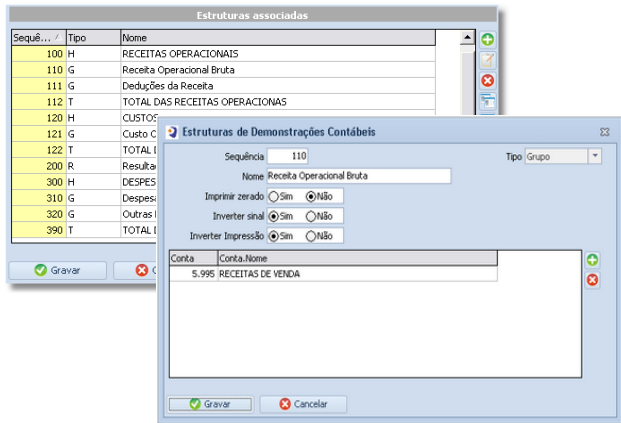 Estruturas associadas
Sequê... Tipo Nome
100 H RECEITAS OPERACIONAIS
110 G Receita Operacional Bruta
111 G Deduções da Receita
112 T TOTAL DAS RECEITAS OPERACIONAS
120 H CUSTOS
121 G Custo
122 T TOTAL
200 R Resulta
300 H DESPES
310 G Despes
320 G Outras
390 T TOTAL
Gravar
Estruturas de Demonstrações Contábeis
Sequência 110 Tipo Grupo
Nome Receita Operacional Bruta
Imprimir zerado Sim Não
Inverter sinal Sim Não
Inverter Impressão Sim Não
Conta Conta.Nome
5.995 RECEITAS DE VENDA
Gravar Cancelar